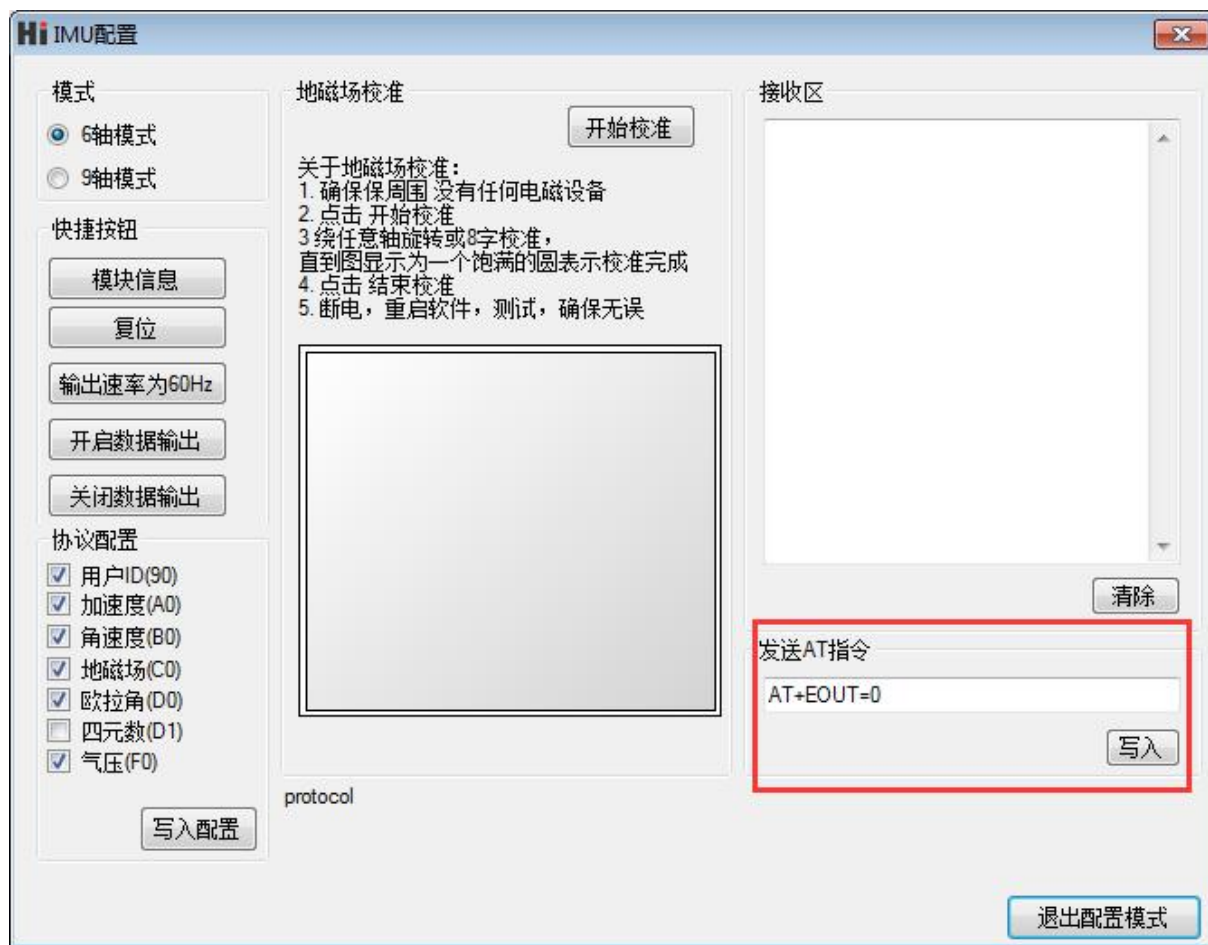 Hi IMU配置
模式
6轴模式
9轴模式
快捷按钮
模块信息
复位
输出速率为60Hz
开启数据输出
关闭数据输出
协议配置
用户ID(90)
加速度(A0)
角速度(B0)
地磁场(C0)
欧拉角(D0)
四元数(D1)
气压(F0)
写入配置
地磁场校准
开始校准
关于地磁场校准:
1. 确保保周围 没有任何电磁设备
2. 点击 开始校准
3 绕任意轴旋转或8字校准，
直到图显示为一个饱满的圆表示校准完成
4. 点击 结束校准
5. 断电，重启软件，测试，确保无误
protocol
接收区
清除
发送AT指令
AT+EOUT=0
写入
退出配置模式